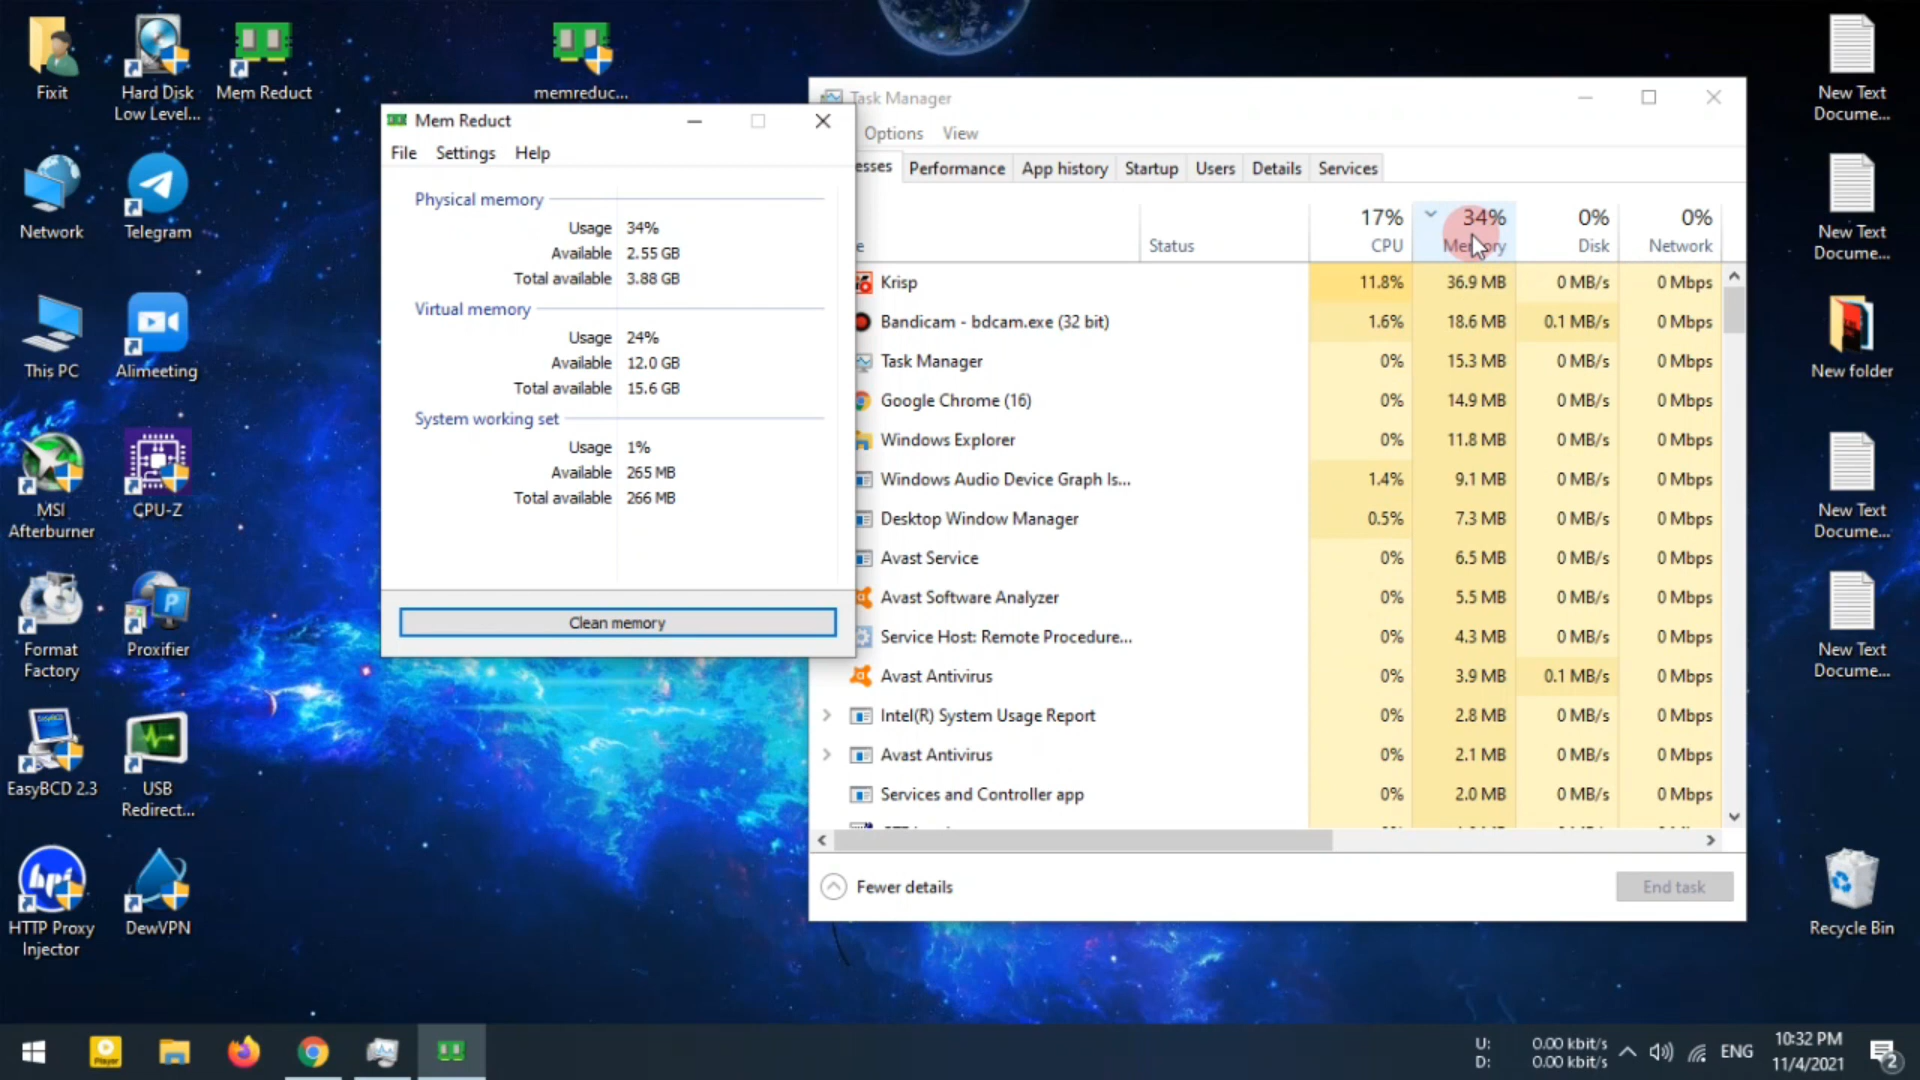 Fixit
Hard Disk
Low Level...
Mem Reduct
memreduc...
Network
Telegram
This PC
Alimeeting
MSI
Afterburner
CPU-Z
Format
Factory
Proxifier
EasyBCD 2.3
USB
Redirect...
HTTP Proxy
Injector
DewVPN
Mem Reduct
File Settings Help
Physical memory
Usage 34%
Available 2.55 GB
Total available 3.88 GB
Virtual memory
Usage 24%
Available 12.0 GB
Total available 15.6 GB
System working set
Usage 1%
Available 265 MB
Total available 266 MB
Clean memory
Task Manager
Options View
esses Performance App history Startup Users Details Services
17% 34% 0% 0%
e Status CPU Memory Disk Network
Krisp 11.8% 36.9 MB 0 MB/s 0 Mbps
Bandicam - bdcam.exe (32 bit) 1.6% 18.6 MB 0.1 MB/s 0 Mbps
Task Manager 0% 15.3 MB 0 MB/s 0 Mbps
Google Chrome (16) 0% 14.9 MB 0 MB/s 0 Mbps
Windows Explorer 0% 11.8 MB 0 MB/s 0 Mbps
Windows Audio Device Graph Is... 1.4% 9.1 MB 0 MB/s 0 Mbps
Desktop Window Manager 0.5% 7.3 MB 0 MB/s 0 Mbps
Avast Service 0% 6.5 MB 0 MB/s 0 Mbps
Avast Software Analyzer 0% 5.5 MB 0 MB/s 0 Mbps
Service Host: Remote Procedure... 0% 4.3 MB 0 MB/s 0 Mbps
Avast Antivirus 0% 3.9 MB 0.1 MB/s 0 Mbps
Intel(R) System Usage Report 0% 2.8 MB 0 MB/s 0 Mbps
Avast Antivirus 0% 2.1 MB 0 MB/s 0 Mbps
Services and Controller app 0% 2.0 MB 0 MB/s 0 Mbps
Fewer details End task
New Text
Docume...
New Text
Docume...
New folder
New Text
Docume...
New Text
Docume...
Recycle Bin
U: 0.00 kbit/s
D: 0.00 kbit/s
ENG
10:32 PM
11/4/2021
2